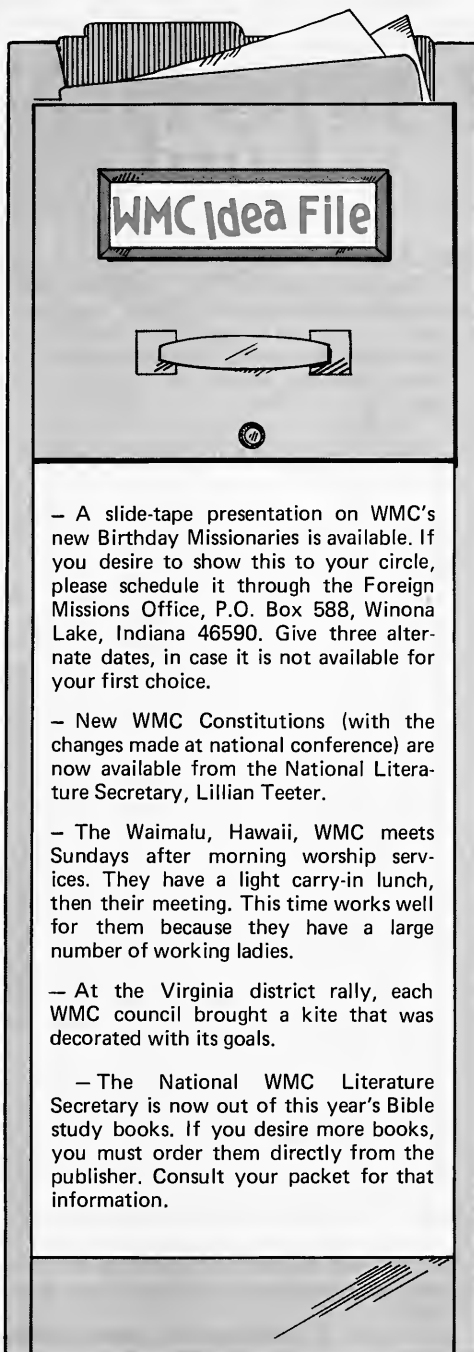 WMC Idea File
– A slide-tape presentation on WMC's
new Birthday Missionaries is available. If
you desire to show this to your circle,
please schedule it through the Foreign
Missions Office, P.O. Box 588, Winona
Lake, Indiana 46590. Give three alter-
nate dates, in case it is not available for
your first choice.
– New WMC Constitutions (with the
changes made at national conference) are
now available from the National Litera-
ture Secretary, Lillian Teeter.
– The Waimalu, Hawaii, WMC meets
Sundays after morning worship serv-
ices. They have a light carry-in lunch,
then their meeting. This time works well
for them because they have a large
number of working ladies.
– At the Virginia district rally, each
WMC council brought a kite that was
decorated with its goals.
– The National WMC Literature
Secretary is now out of this year's Bible
study books. If you desire more books,
you must order them directly from the
publisher. Consult your packet for that
information.